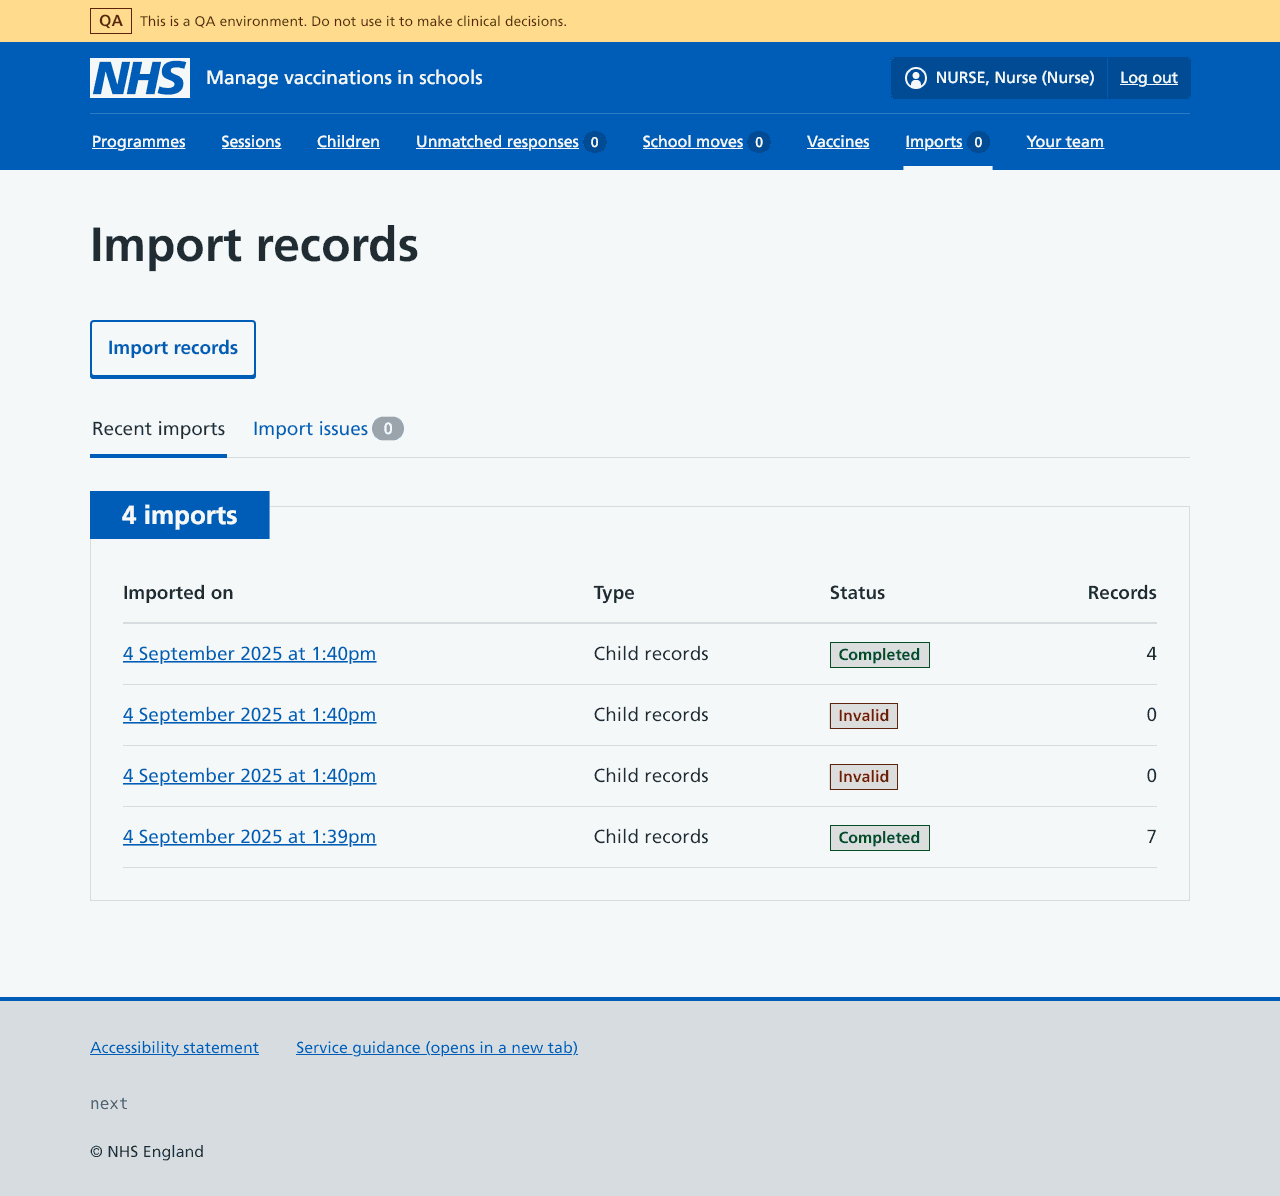 QA This is a QA environment. Do not use it to make clinical decisions.
NHS Manage vaccinations in schools NURSE, Nurse (Nurse) Log out
Programmes Sessions Children Unmatched responses 0 School moves 0 Vaccines Imports 0 Your team
Import records
Import records
Recent imports Import issues 0
4 imports
Imported on Type Status Records
4 September 2025 at 1:40pm Child records Completed 4
4 September 2025 at 1:40pm Child records Invalid 0
4 September 2025 at 1:40pm Child records Invalid 0
4 September 2025 at 1:39pm Child records Completed 7
Accessibility statement Service guidance (opens in a new tab)
next
© NHS England